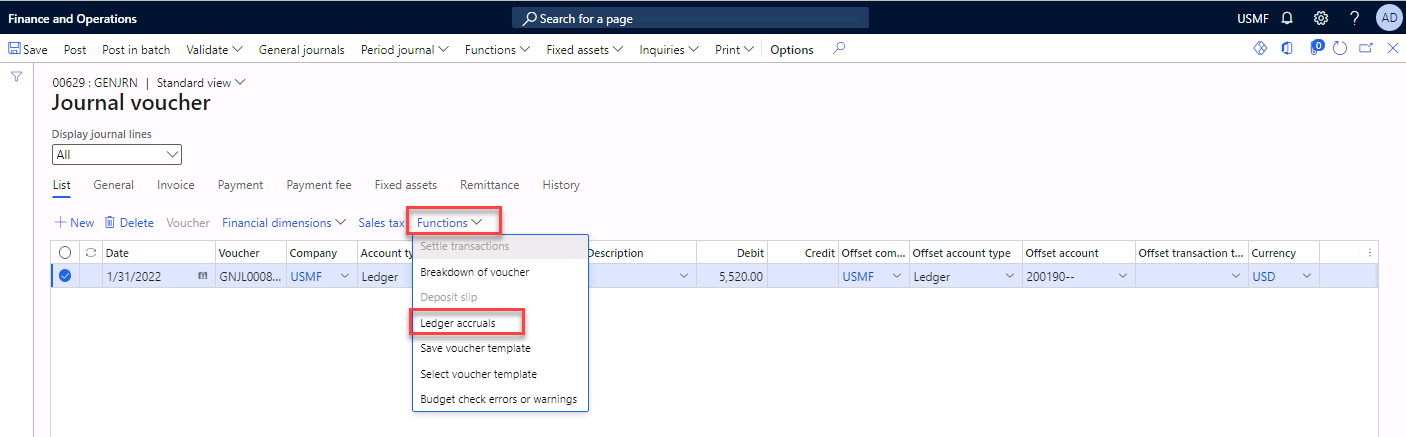 Finance and Operations Search for a page USMF ? AD
Save Post Post in batch Validate General journals Period journal Functions Fixed assets Inquiries Print Options 0
00629 : GENJRN | Standard view
Journal voucher
Display journal lines
All
List General Invoice Payment Payment fee Fixed assets Remittance History
New Delete Voucher Financial dimensions Sales tax Functions
Settle transactions
Breakdown of voucher
Deposit slip
Ledger accruals
Save voucher template
Select voucher template
Budget check errors or warnings
Date Voucher Company Account ty Description Debit Credit Offset com... Offset account type Offset account Offset transaction t... Currency
1/31/2022 GNJL0008... USMF Ledger 5,520.00 USMF Ledger 200190-- USD